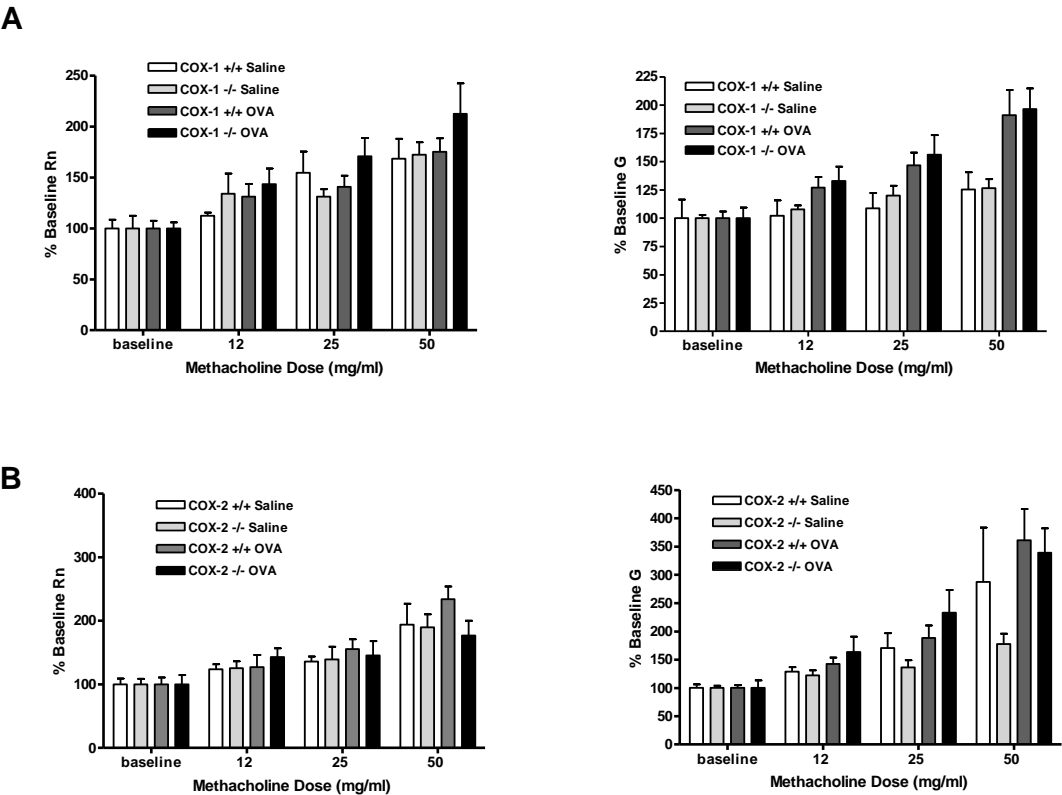 A
COX-1 +/+ Saline
COX-1 -/- Saline
COX-1 +/+ OVA
COX-1 -/- OVA
250
200
150
100
50
0
% Baseline Rn
baseline 12 25 50
Methacholine Dose (mg/ml)
COX-1 +/+ Saline
COX-1 -/- Saline
COX-1 +/+ OVA
COX-1 -/- OVA
225
200
175
150
125
100
75
50
25
0
% Baseline G
baseline 12 25 50
Methacholine Dose (mg/ml)
B
COX-2 +/+ Saline
COX-2 -/- Saline
COX-2 +/+ OVA
COX-2 -/- OVA
400
300
200
100
0
% Baseline Rn
baseline 12 25 50
Methacholine Dose (mg/ml)
COX-2 +/+ Saline
COX-2 -/- Saline
COX-2 +/+ OVA
COX-2 -/- OVA
450
400
350
300
250
200
150
100
50
0
% Baseline G
baseline 12 25 50
Methacholine Dose (mg/ml)